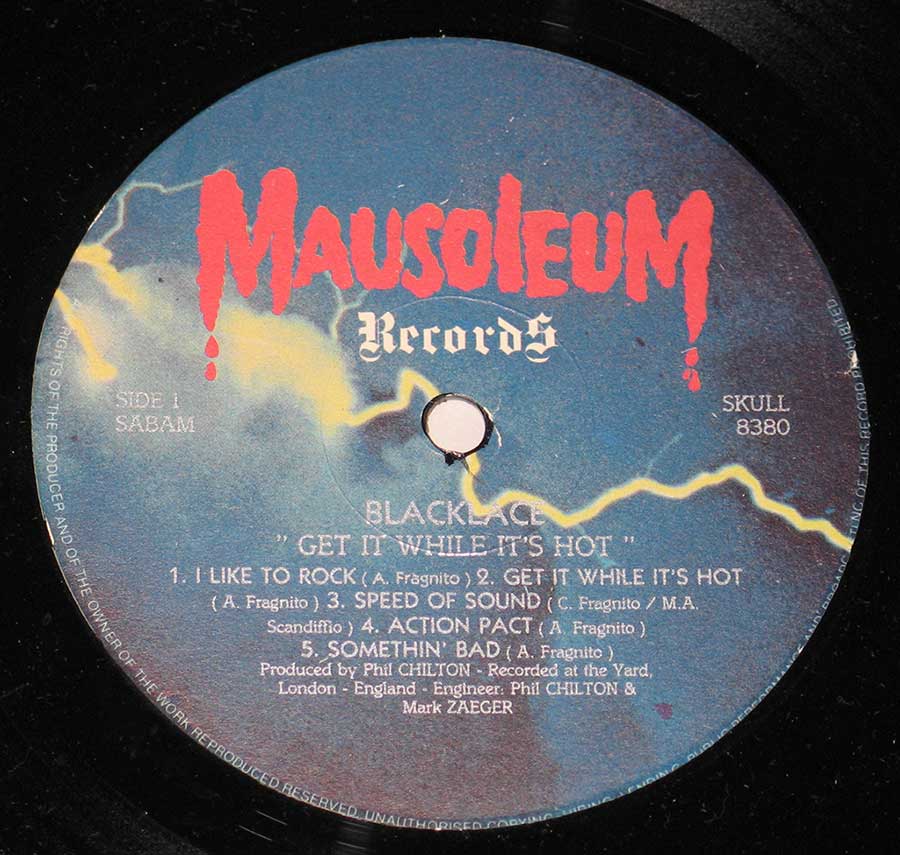 MAUSOLEUM
Records
SIDE 1
SABAM
SKULL
8380
BLACKLACE
" GET IT WHILE IT'S HOT "
1. I LIKE TO ROCK ( A. Fragnito ) 2. GET IT WHILE IT'S HOT
( A. Fragnito ) 3. SPEED OF SOUND ( C. Fragnito / M.A.
Scandiffio ) 4. ACTION PACT ( A. Fragnito )
5. SOMETHIN' BAD ( A. Fragnito )
Produced by Phil CHILTON - Recorded at the Yard,
London - England - Engineer: Phil CHILTON &
Mark ZAEGER
RIGHTS OF THE PRODUCER AND OF THE OWNER OF THE WORK REPRODUCED RESERVED. UNAUTHORISED COPYING, HIRING, LENDING, PUBLIC OF THIS RECORD PROHIBITED